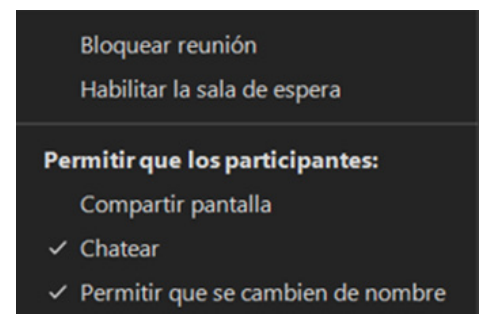 Bloquear reunión
Habilitar la sala de espera
Permitir que los participantes:
Compartir pantalla
Chatear
Permitir que se cambien de nombre